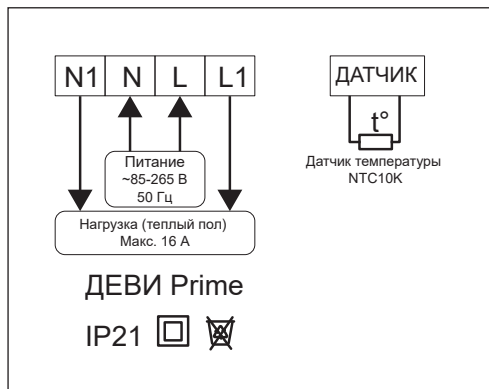 N1 N L L1
ДАТЧИК
t°
Датчик температуры
NTC10K
Питание
~85-265 В
50 Гц
Нагрузка (теплый пол)
Макс. 16 А
ДЕВИ Prime
IP21